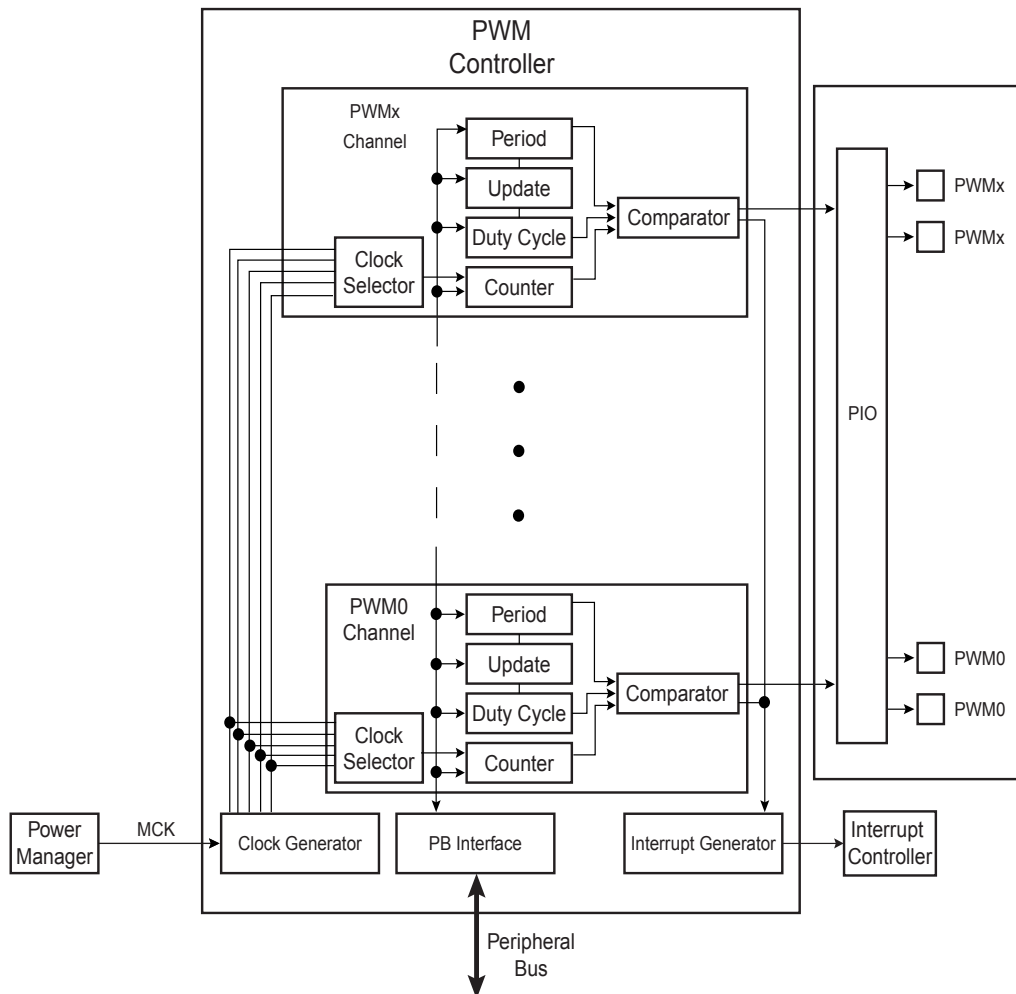 PWM
Controller
PWMx
Channel
Period
Update
Duty Cycle
Counter
Clock
Selector
Comparator
PIO
PWMx
PWMx
PWM0
Channel
Period
Update
Duty Cycle
Counter
Clock
Selector
Comparator
PWM0
PWM0
Power
Manager
MCK
Clock Generator
PB Interface
Interrupt Generator
Interrupt
Controller
Peripheral
Bus